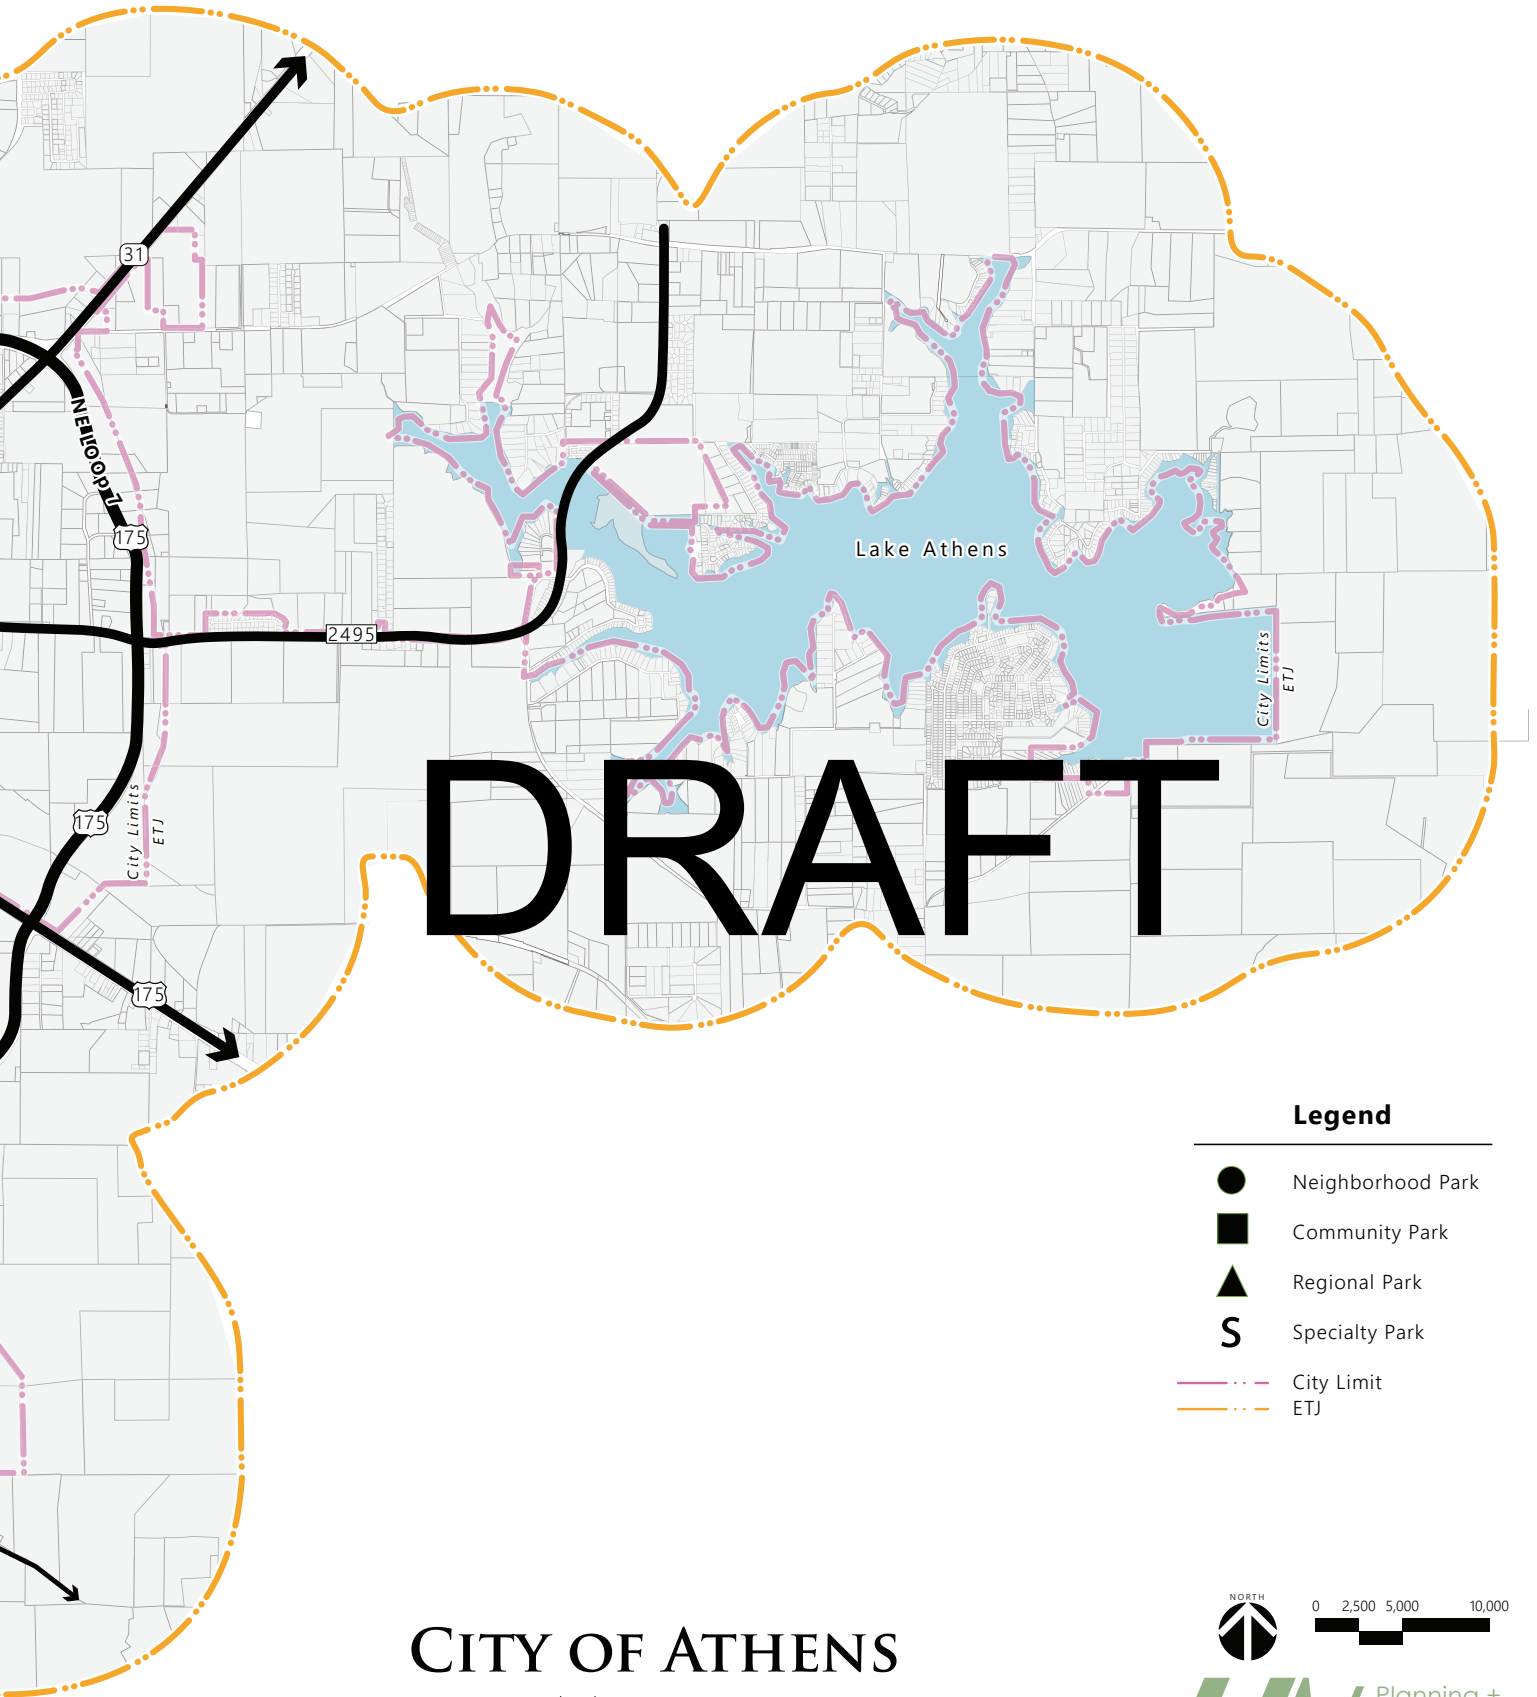 31
NE LOOP 7
175
Lake Athens
2495
City Limits
ETJ
175
City Limits
ETJ
DRAFT
175
Legend
Neighborhood Park
Community Park
Regional Park
S Specialty Park
City Limit
ETJ
NORTH
0 2,500 5,000 10,000
CITY OF ATHENS
Planning +